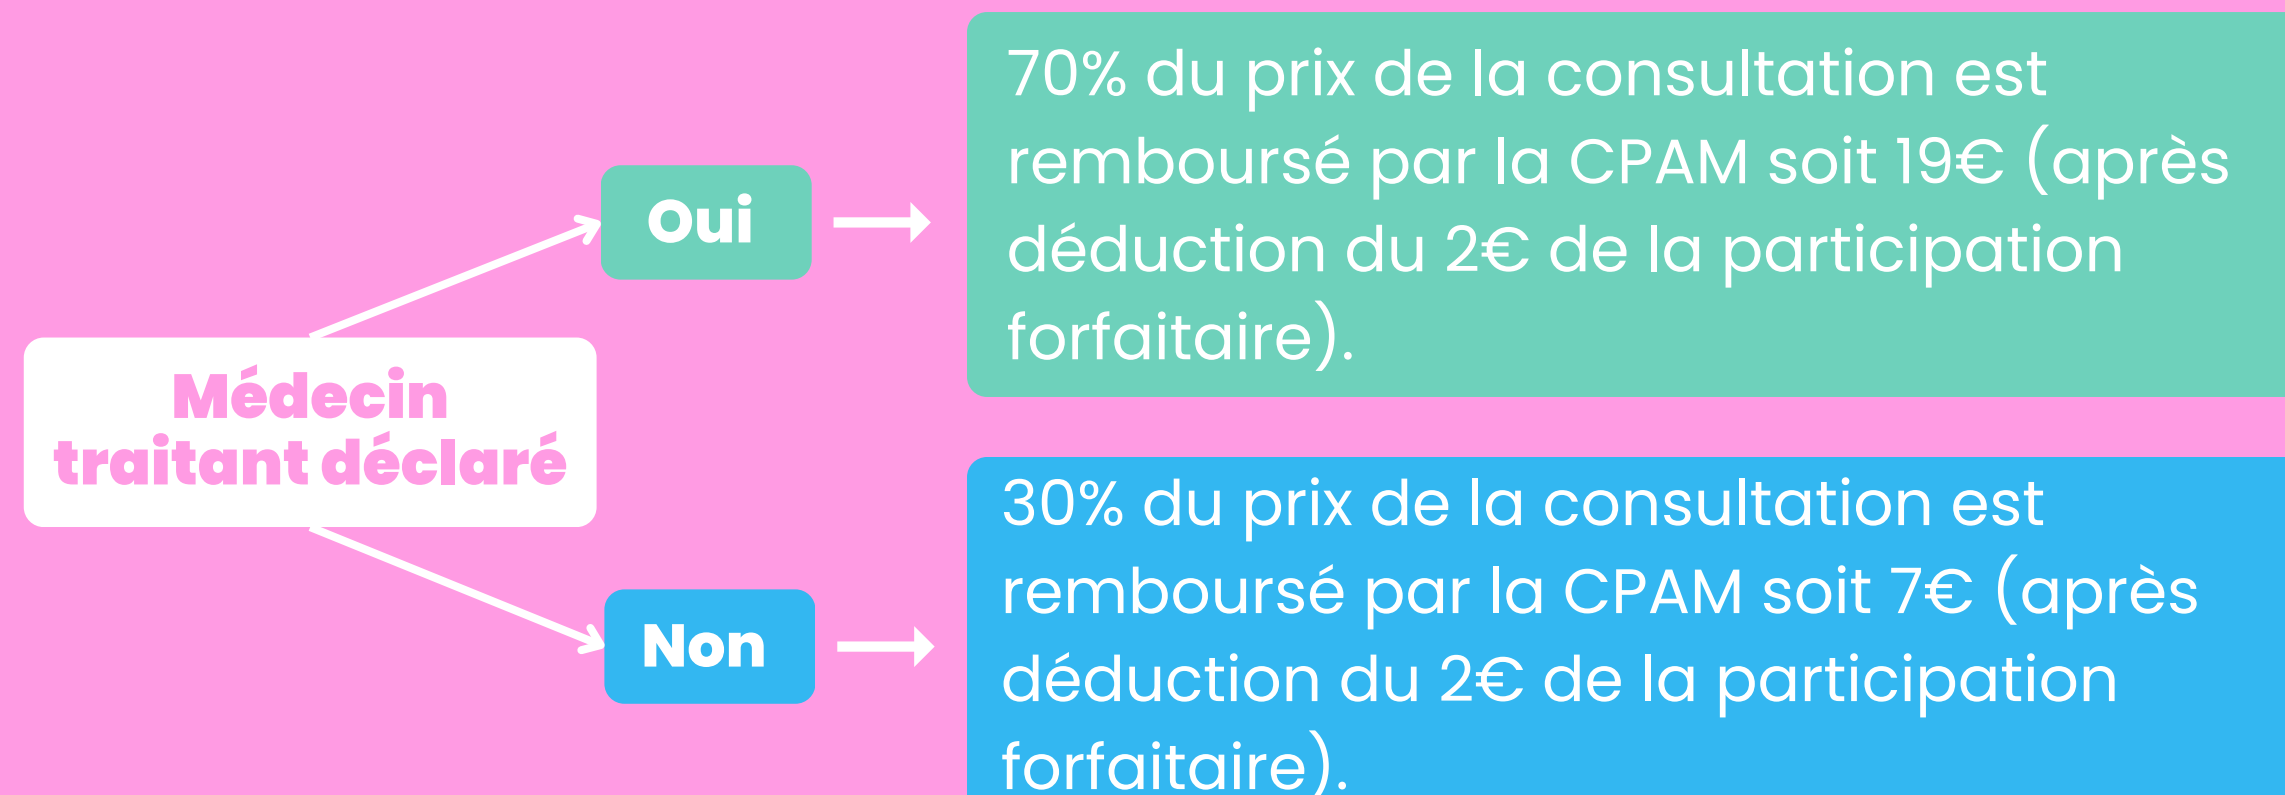 70% du prix de la consultation est
remboursé par la CPAM soit 19€ (après
déduction du 2€ de la participation
forfaitaire).
Oui
Médecin
traitant déclaré
Non
30% du prix de la consultation est
remboursé par la CPAM soit 7€ (après
déduction du 2€ de la participation
forfaitaire).